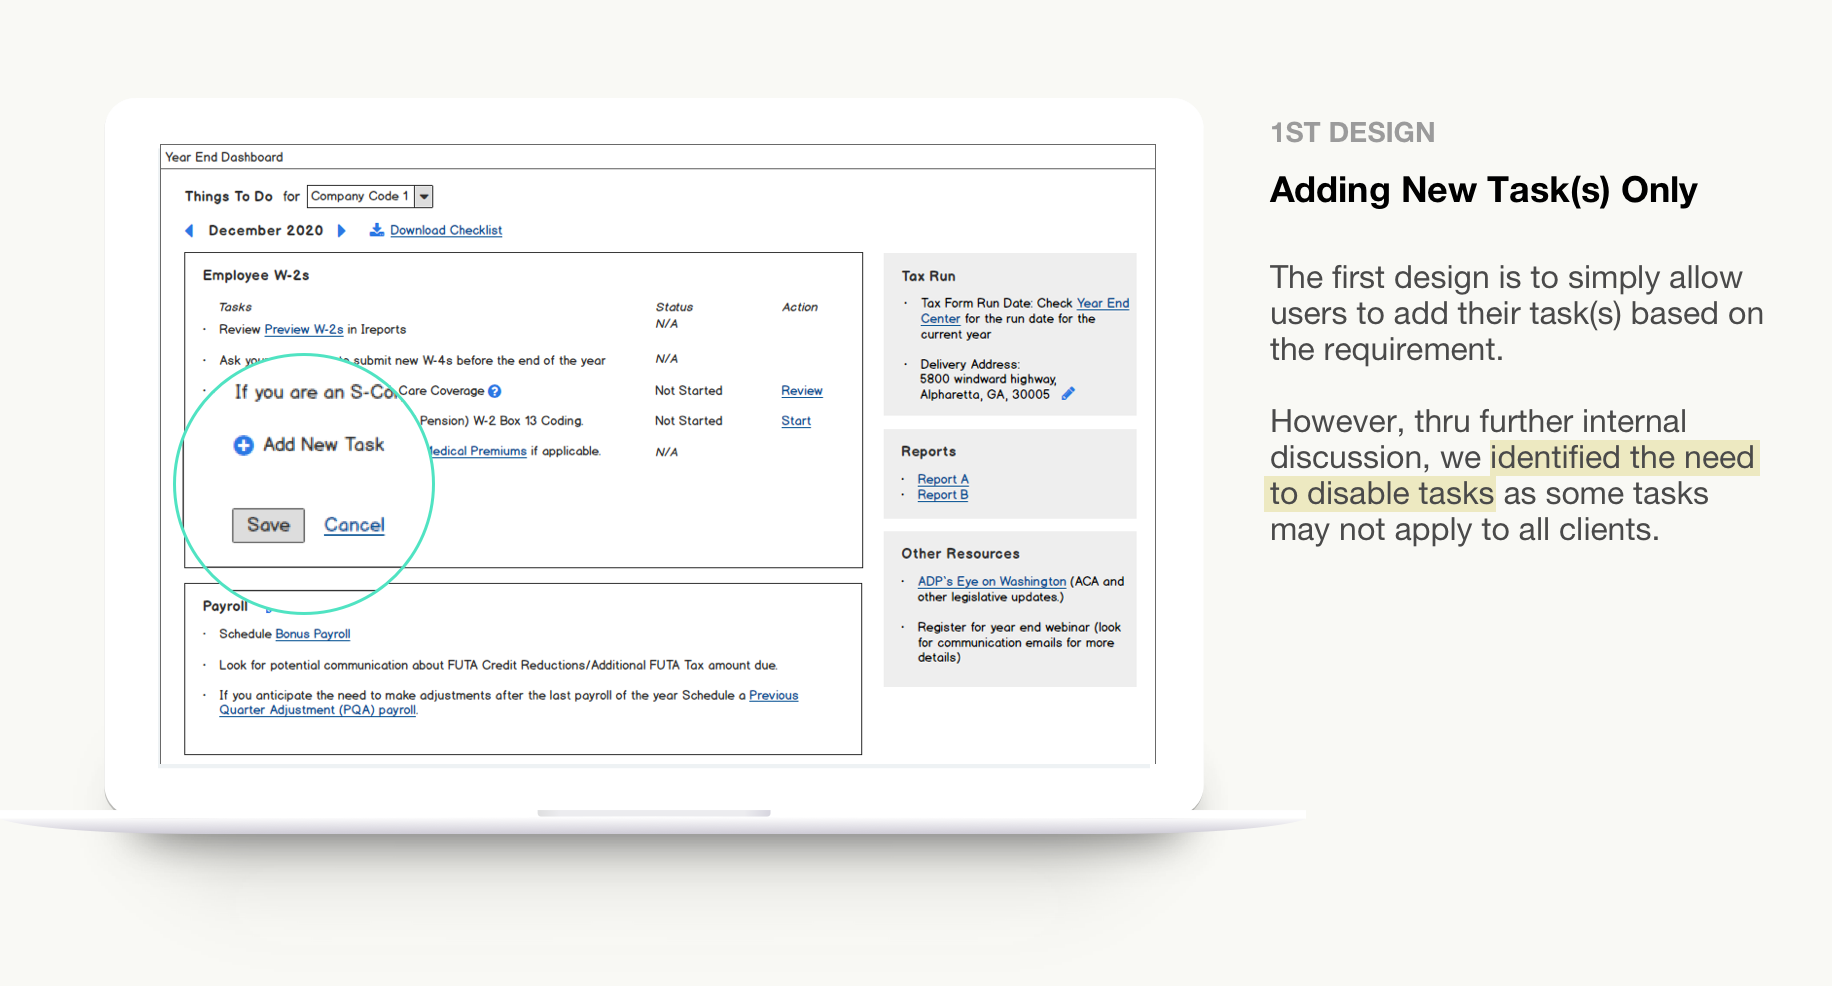 Year End Dashboard
Things To Do for Company Code 1
December 2020 Download Checklist
Employee W-2s
Tasks Status Action
Review Preview W-2s in Ireports N/A
Ask submit new W-4s before the end of the year N/A
If you are an S-Co Care Coverage Not Started Review
Pension) W-2 Box 13 Coding. Not Started Start
Add New Task
Medical Premiums if applicable. N/A
Save Cancel
Payroll
Schedule Bonus Payroll
Look for potential communication about FUTA Credit Reductions/Additional FUTA Tax amount due.
If you anticipate the need to make adjustments after the last payroll of the year Schedule a Previous
Quarter Adjustment (PQA) payroll.
Tax Run
Tax Form Run Date: Check Year End
Center for the run date for the
current year
Delivery Address:
5800 windward highway,
Alpharetta, GA, 30005
Reports
Report A
Report B
Other Resources
ADP's Eye on Washington (ACA and
other legislative updates.)
Register for year end webinar (look
for communication emails for more
details)
1ST DESIGN
Adding New Task(s) Only
The first design is to simply allow
users to add their task(s) based on
the requirement.
However, thru further internal
discussion, we identified the need
to disable tasks as some tasks
may not apply to all clients.